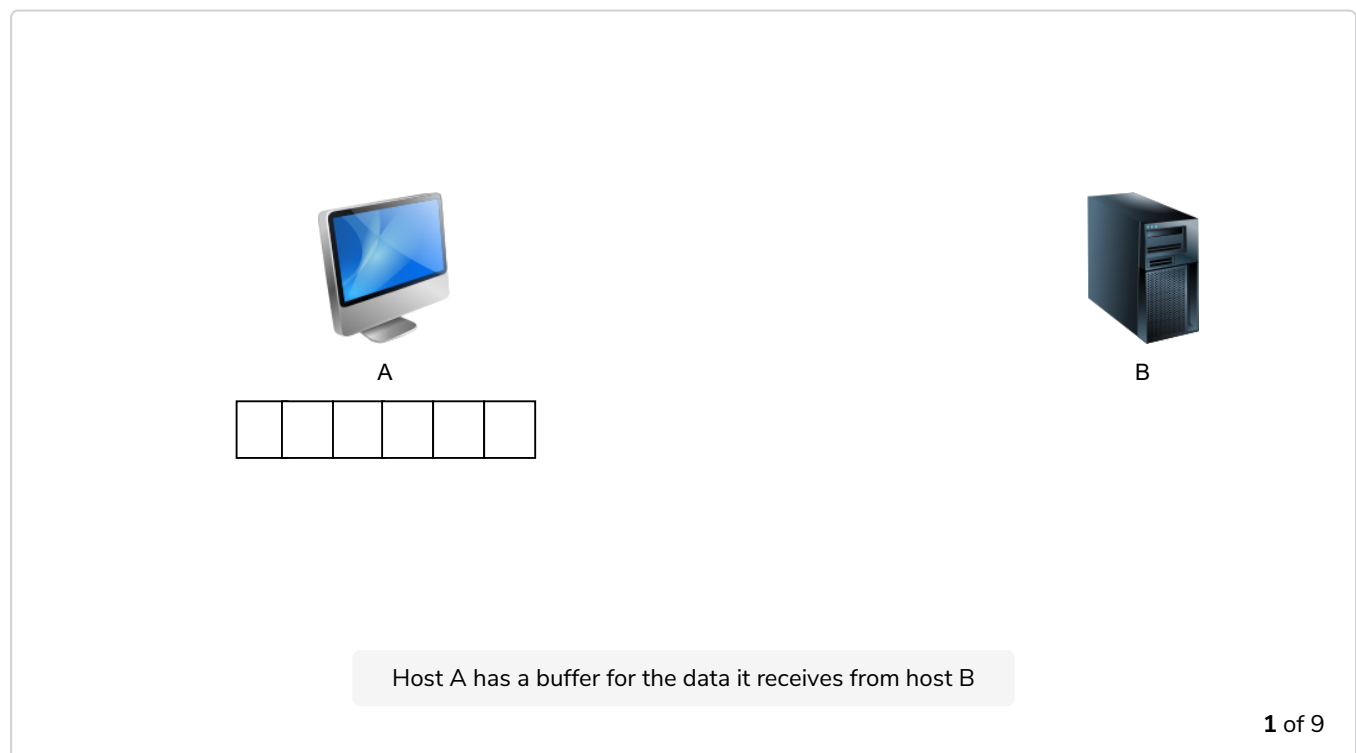 A
B
Host A has a buffer for the data it receives from host B
1 of 9